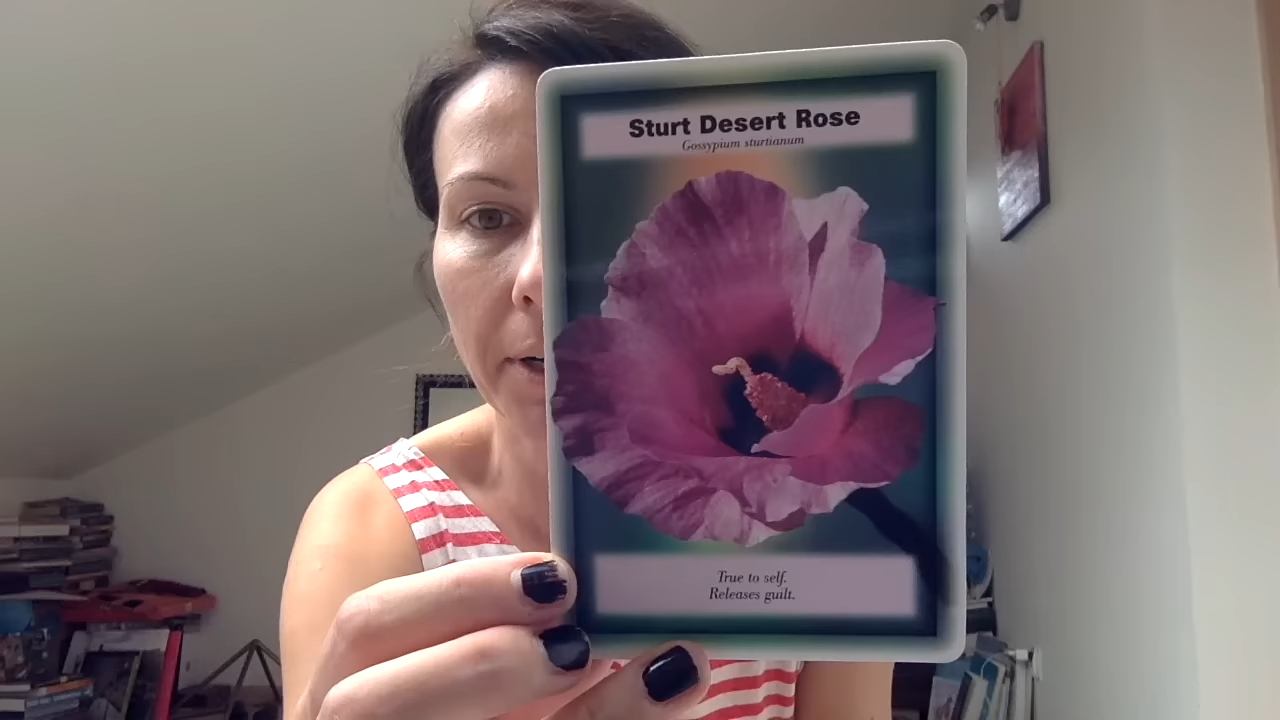 Sturt Desert Rose
Gossypium sturtianum
True to self.
Releases guilt.